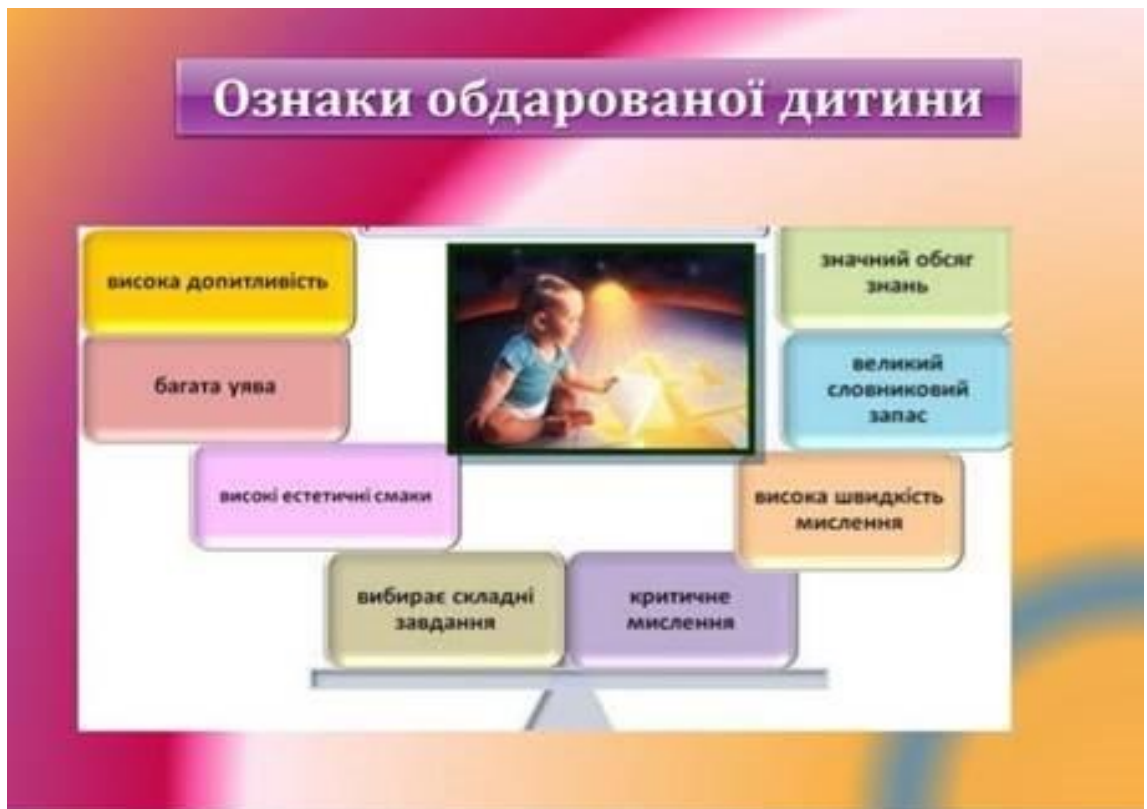 Ознаки обдарованої дитини
висока допитливість
багата уява
високі естетичні смаки
вибирає складні
завдання
критичне
мислення
значний обсяг
знань
великий
словниковий
запас
висока швидкість
мислення